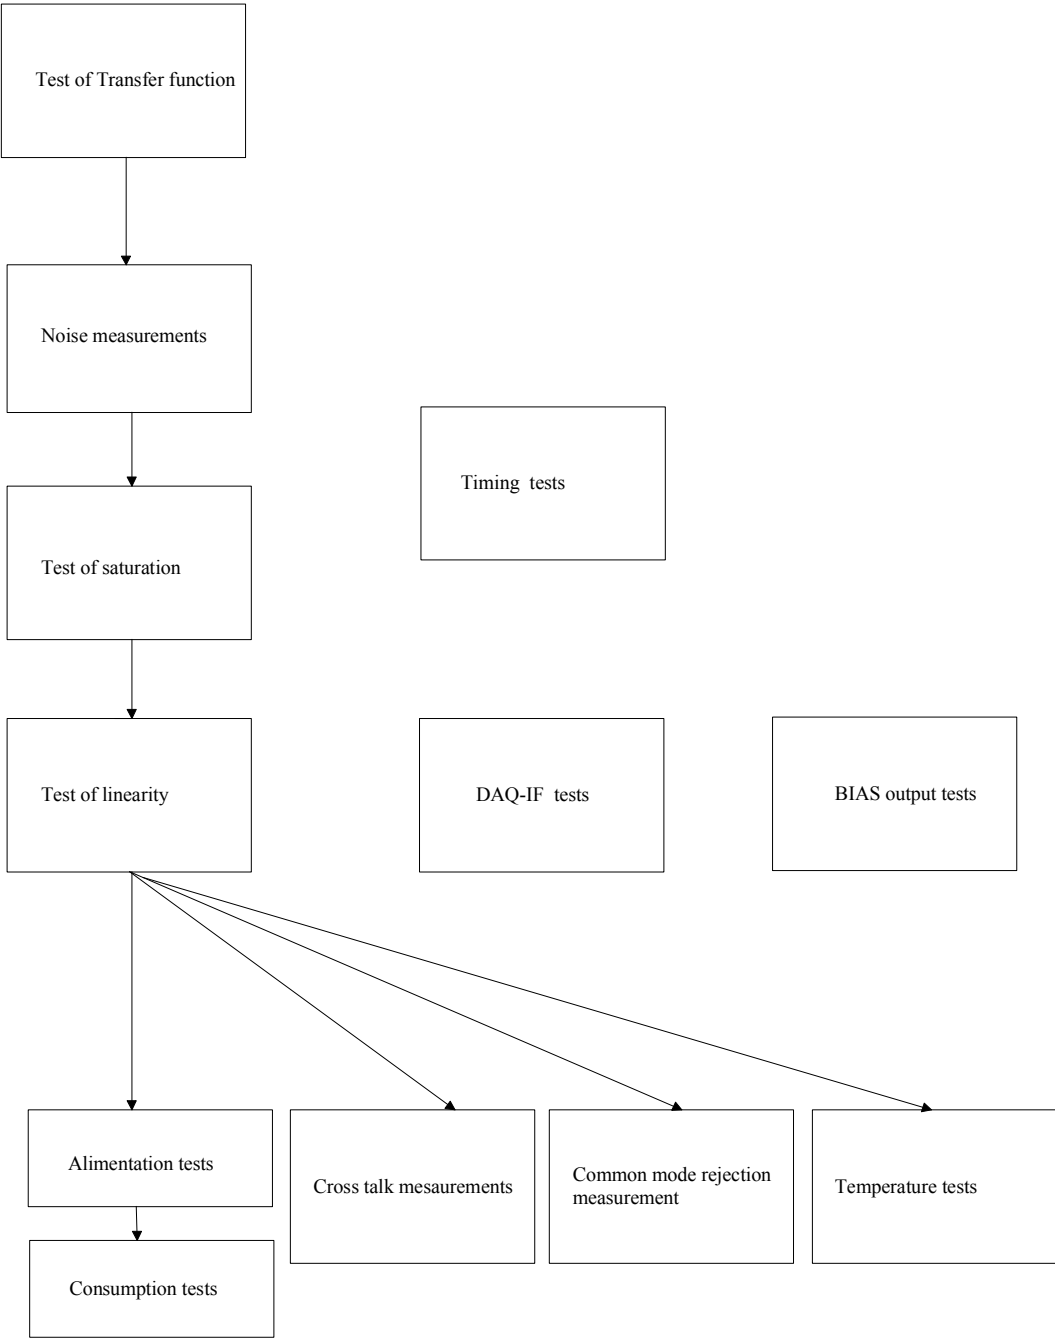 Test of Transfer function
Noise measurements
Timing tests
Test of saturation
Test of linearity
DAQ-IF tests
BIAS output tests
Alimentation tests
Cross talk mesaurements
Common mode rejection
measurement
Temperature tests
Consumption tests